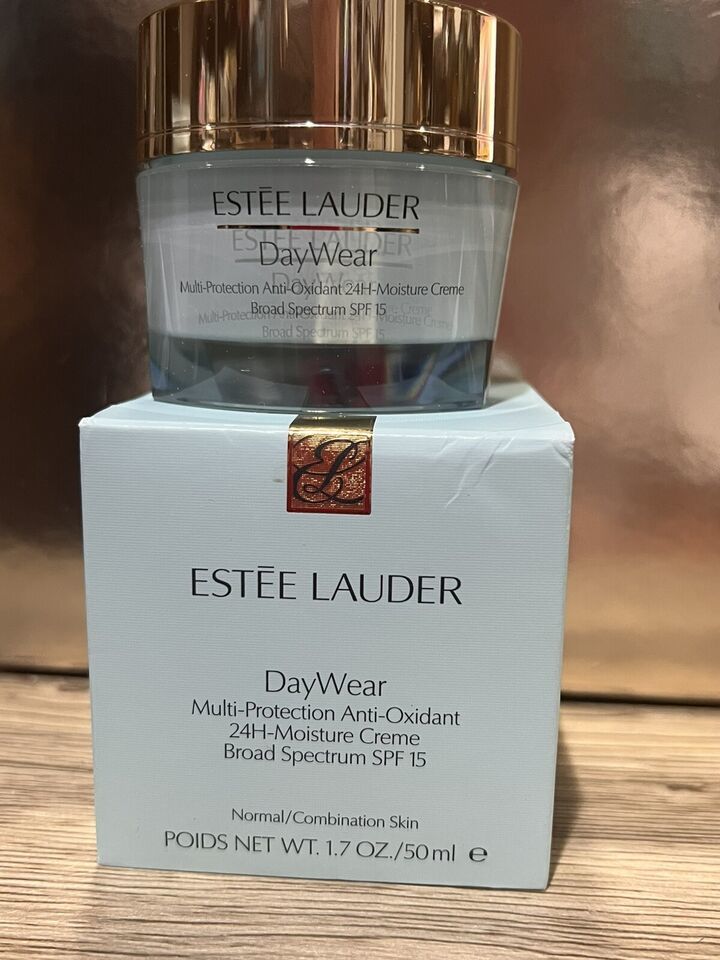 ESTĒE LAUDER
DayWear
Multi-Protection Anti-Oxidant 24H-Moisture Creme
Broad Spectrum SPF 15
EL
ESTĒE LAUDER
DayWear
Multi-Protection Anti-Oxidant
24H-Moisture Creme
Broad Spectrum SPF 15
Normal/Combination Skin
POIDS NET WT. 1.7 OZ./50 ml e